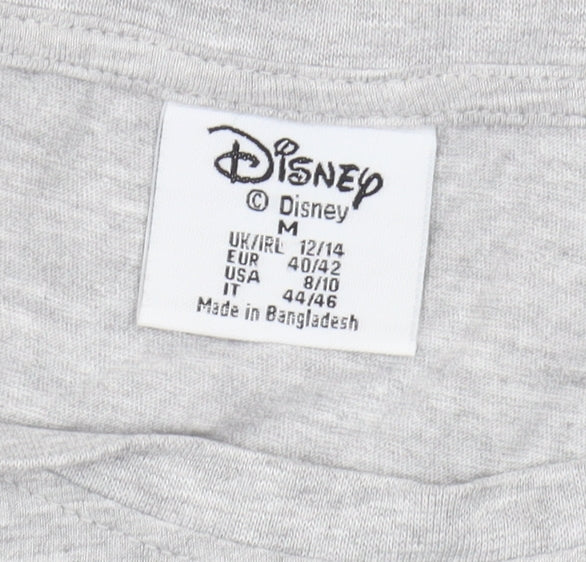 Disney
© Disney
M
UK/IRL 12/14
EUR 40/42
USA 8/10
IT 44/46
Made in Bangladesh